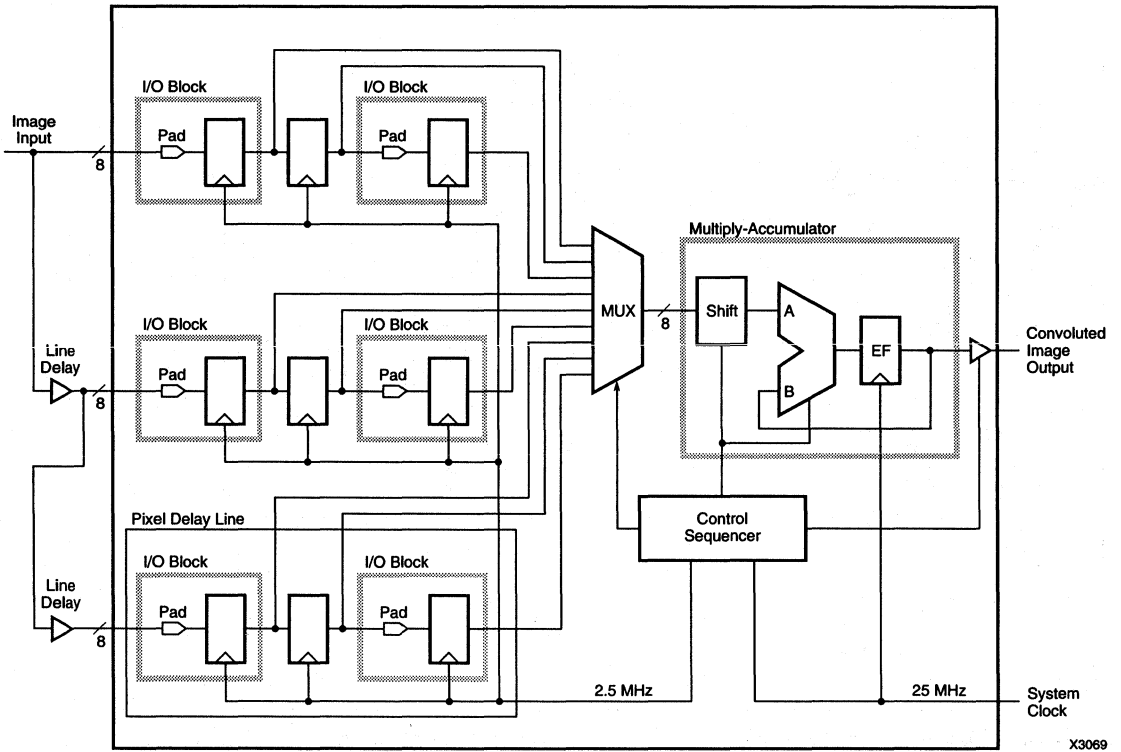 I/O Block
I/O Block
Image
Input
8
Pad
Pad
Multiply-Accumulator
MUX
8
Shift
A
B
EF
Convoluted
Image
Output
I/O Block
I/O Block
Line
Delay
8
Pad
Pad
Pixel Delay Line
Control
Sequencer
I/O Block
I/O Block
Line
Delay
8
Pad
Pad
2.5 MHz
25 MHz
System
Clock
X3069